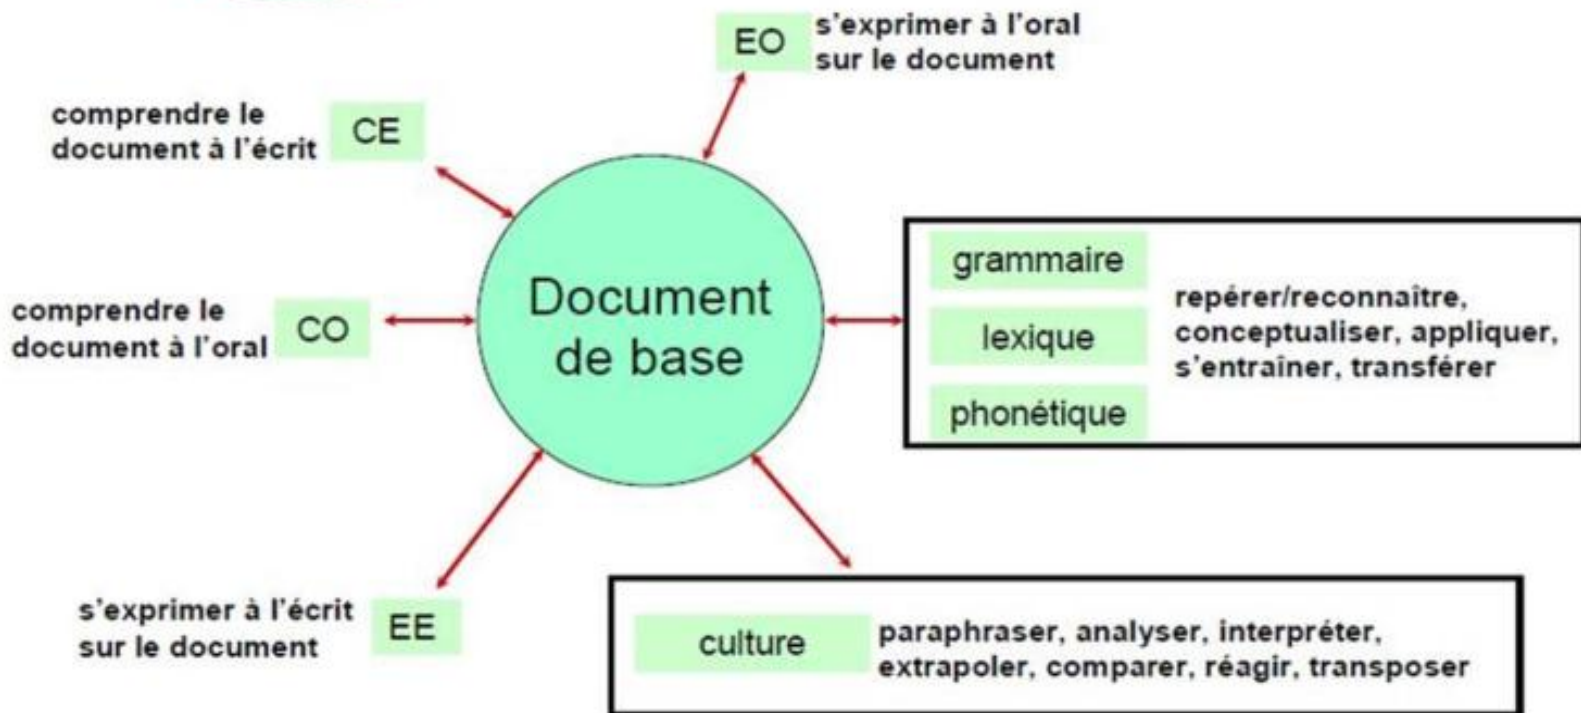 EO
s'exprimer à l'oral
sur le document
comprendre le
document à l'écrit
CE
Document
de base
comprendre le
document à l'oral
CO
grammaire
lexique
phonétique
repérer/reconnaître,
conceptualiser, appliquer,
s'entraîner, transférer
s'exprimer à l'écrit
sur le document
EE
culture
paraphraser, analyser, interpréter,
extrapoler, comparer, réagir, transposer